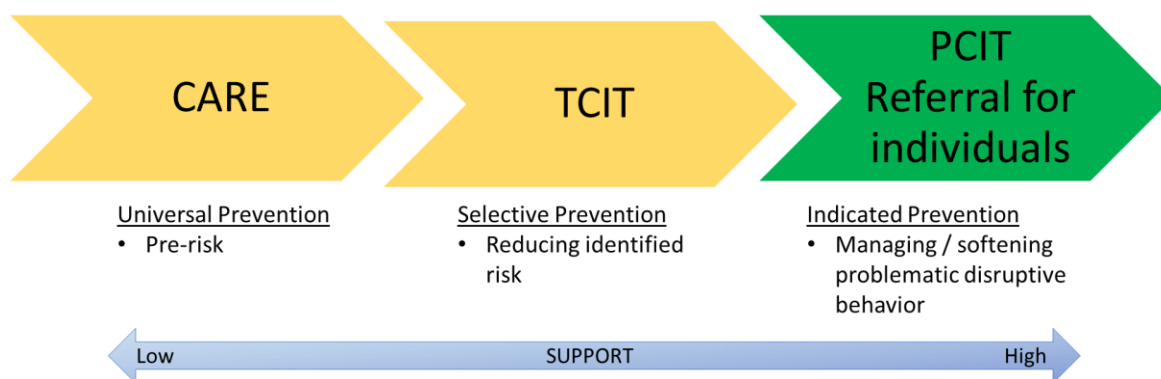 CARE
TCIT
PCIT
Referral for
individuals
Universal Prevention
• Pre-risk
Selective Prevention
• Reducing identified
risk
Indicated Prevention
• Managing / softening
problematic disruptive
behavior
Low SUPPORT High